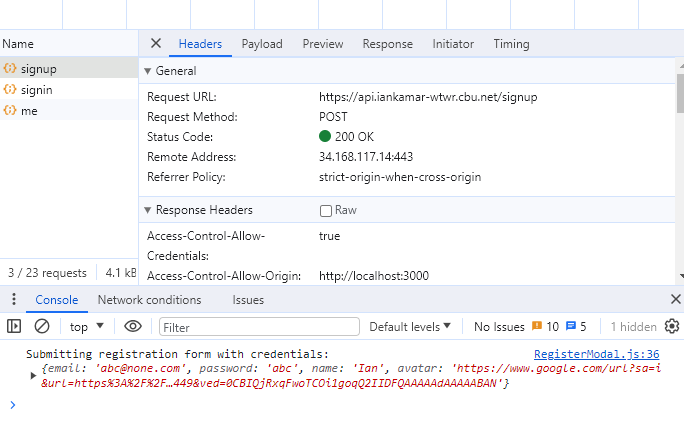 Name
Headers Payload Preview Response Initiator Timing
signup
signin
me
General
Request URL: https://api.iankamar-wtwr.cbu.net/signup
Request Method: POST
Status Code: 200 OK
Remote Address: 34.168.117.14:443
Referrer Policy: strict-origin-when-cross-origin
Response Headers Raw
Access-Control-Allow- true
Credentials:
Access-Control-Allow-Origin: http://localhost:3000
3 / 23 requests 4.1 kB
Console Network conditions Issues
top Filter Default levels No Issues 10 5 1 hidden
Submitting registration form with credentials: RegisterModal.js:36
{email: 'abc@none.com', password: 'abc', name: 'Ian', avatar: 'https://www.google.com/url?sa=i
&url=https%3A%2F%2F…449&ved=0CBIQjRxqFwoTCOi1goqQ2IIDFQAAAAAdAAAAABAN'}